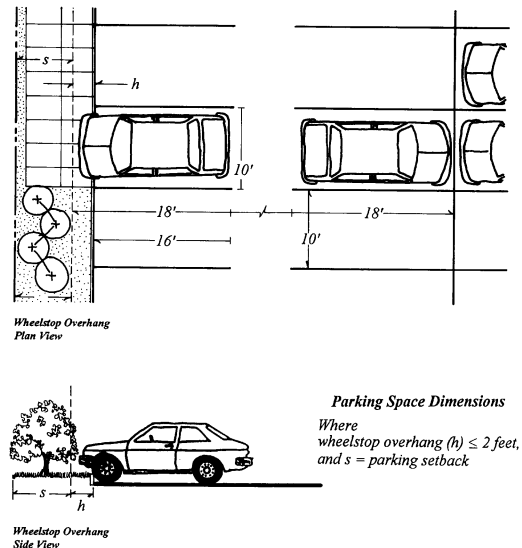 s
h
10'
18'
18'
16'
10'
Wheelstop Overhang
Plan View
Parking Space Dimensions
Where
wheelstop overhang (h) ≤ 2 feet,
and s = parking setback
s
h
Wheelstop Overhang
Side View